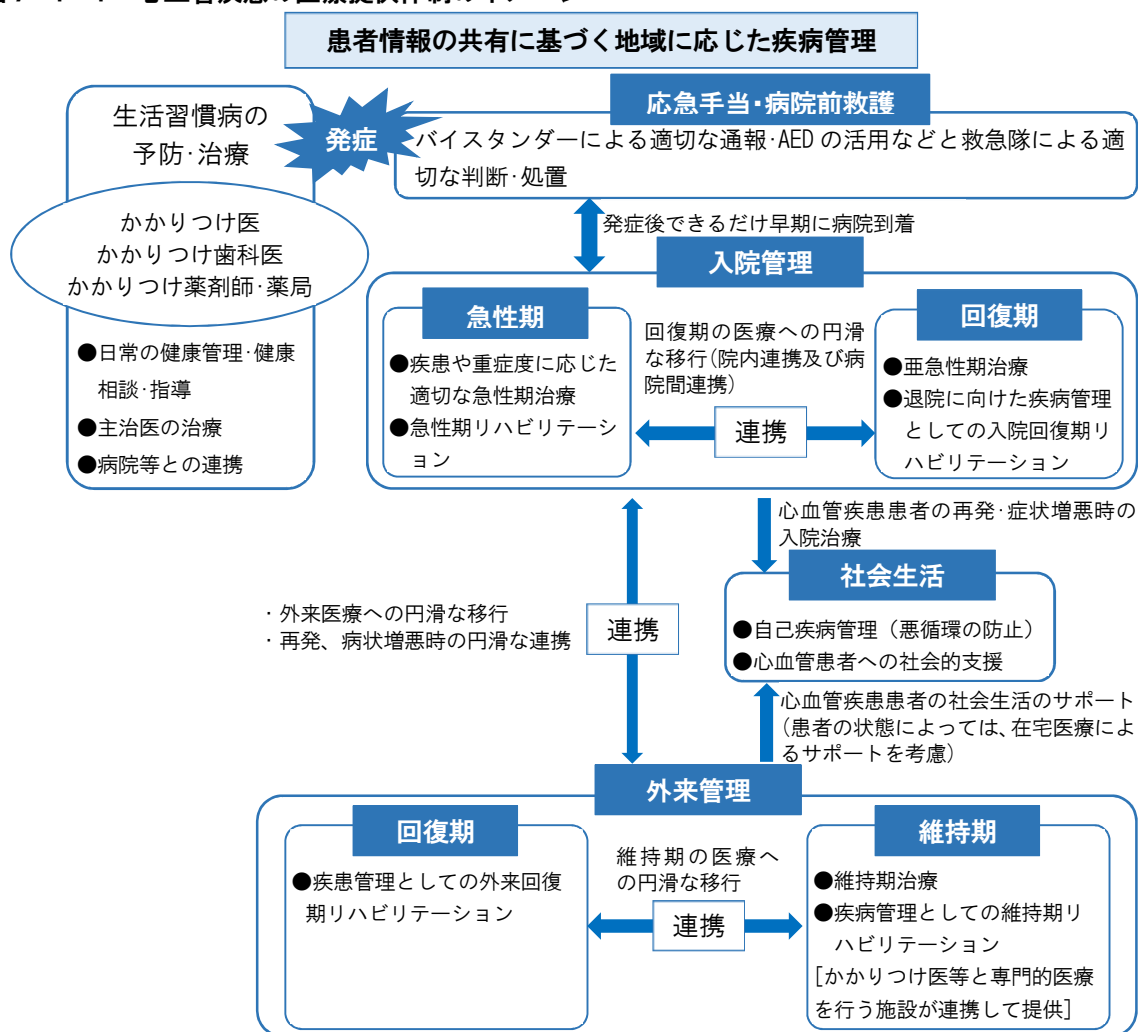 患者情報の共有に基づく地域に応じた疾病管理
生活習慣病の
予防･治療
発症
かかりつけ医
かかりつけ歯科医
かかりつけ薬剤師･薬局
●日常の健康管理･健康
相談･指導
●主治医の治療
●病院等との連携
応急手当・病院前救護
バイスタンダーによる適切な通報･AED の活用などと救急隊による適
切な判断･処置
発症後できるだけ早期に病院到着
入院管理
急性期
●疾患や重症度に応じた
適切な急性期治療
●急性期リハビリテーシ
ョン
回復期の医療への円滑
な移行(院内連携及び病
院間連携)
連携
回復期
●亜急性期治療
●退院に向けた疾病管理
としての入院回復期リ
ハビリテーション
心血管疾患患者の再発･症状増悪時の
入院治療
社会生活
●自己疾病管理（悪循環の防止）
●心血管患者への社会的支援
・外来医療への円滑な移行
・再発、病状増悪時の円滑な連携
連携
心血管疾患患者の社会生活のサポート
(患者の状態によっては、在宅医療によ
るサポートを考慮)
外来管理
回復期
●疾患管理としての外来回復
期リハビリテーション
維持期の医療へ
の円滑な移行
連携
維持期
●維持期治療
●疾病管理としての維持期リ
ハビリテーション
[かかりつけ医等と専門的医療
を行う施設が連携して提供]